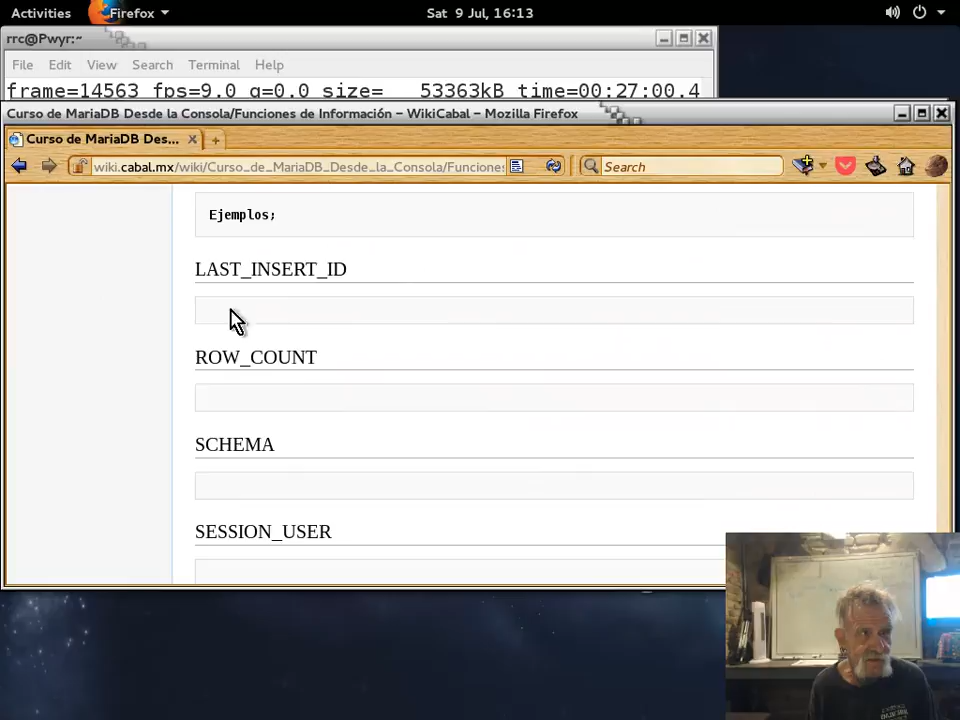 Activities Firefox Sat 9 Jul, 16:13
rrc@Pwyr:~
File Edit View Search Terminal Help
frame=14563 fps=9.0 q=0.0 size= 53363kB time=00:27:00.4
Curso de MariaDB Desde la Consola/Funciones de Información – WikiCabal – Mozilla Firefox
Curso de MariaDB Des...
wiki.cabal.mx/wiki/Curso_de_MariaDB_Desde_la_Consola/Funciones
Search
Ejemplos;
LAST_INSERT_ID
ROW_COUNT
SCHEMA
SESSION_USER